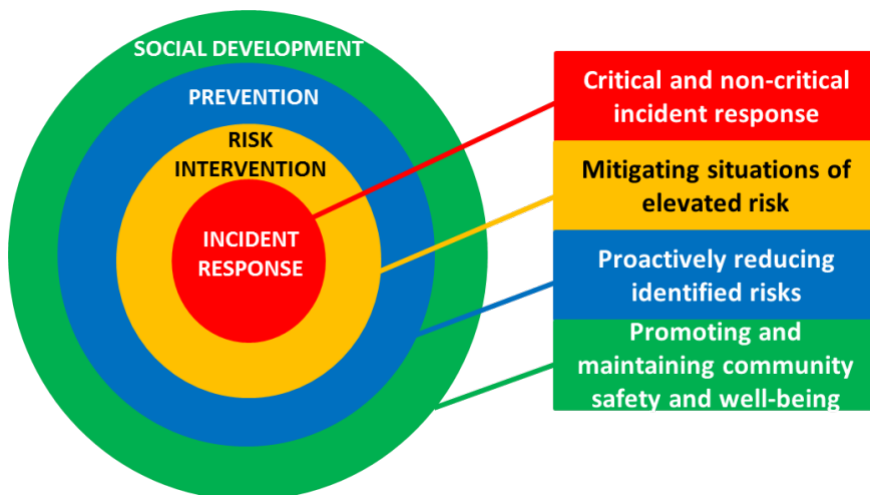 SOCIAL DEVELOPMENT
PREVENTION
RISK
INTERVENTION
INCIDENT
RESPONSE
Critical and non-critical
incident response
Mitigating situations of
elevated risk
Proactively reducing
identified risks
Promoting and
maintaining community
safety and well-being